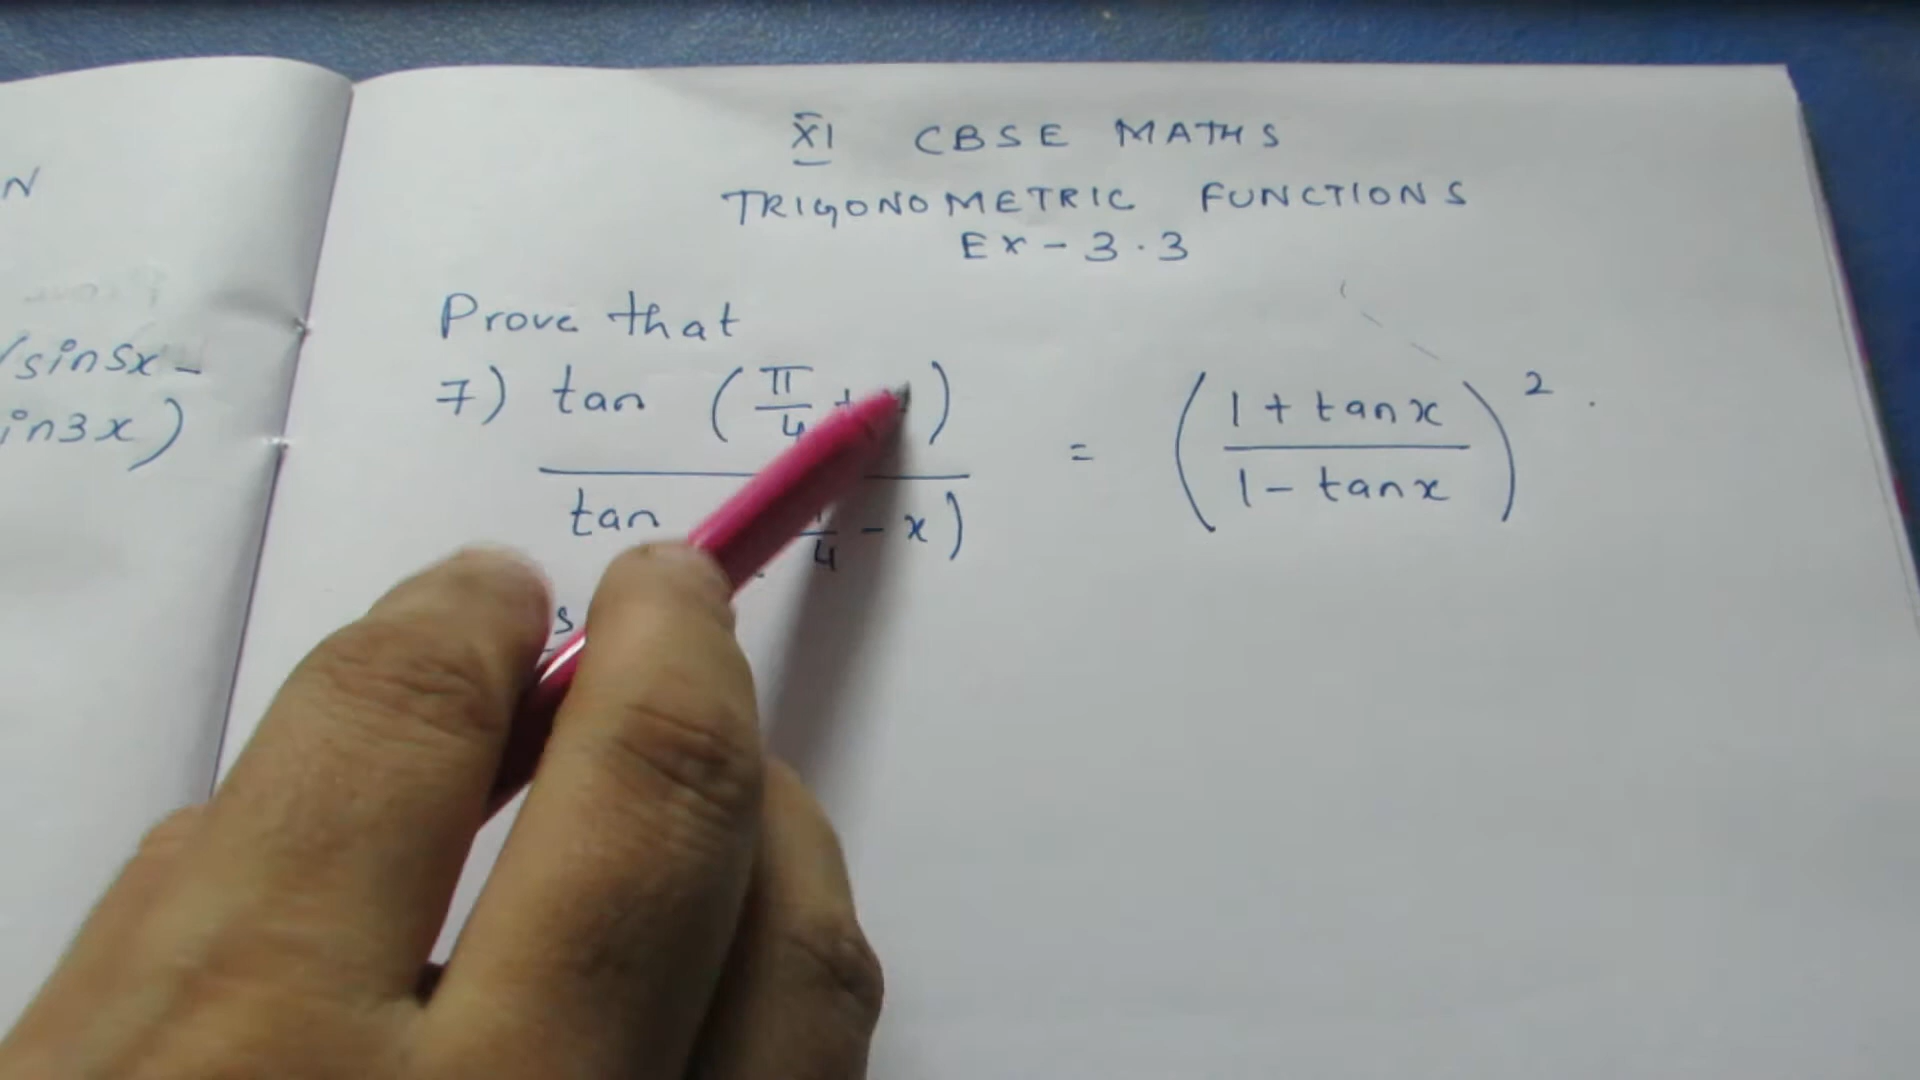 N
/sin5x -
in3x)
XI CBSE MATHS
TRIGONOMETRIC FUNCTIONS
Ex - 3.3
Prove that
7) tan (π/4 + ) / tan π/4 - x) = (1 + tanx / 1 - tanx)² .
s